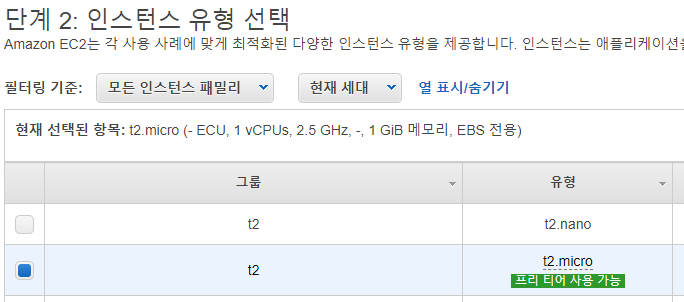 단계 2: 인스턴스 유형 선택
Amazon EC2는 각 사용 사례에 맞게 최적화된 다양한 인스턴스 유형을 제공합니다. 인스턴스는 애플리케이션을
필터링 기준: 모든 인스턴스 패밀리 현재 세대 열 표시/숨기기
현재 선택된 항목: t2.micro (- ECU, 1 vCPUs, 2.5 GHz, -, 1 GiB 메모리, EBS 전용)
그룹 유형
t2 t2.nano
t2 t2.micro
프리 티어 사용 가능